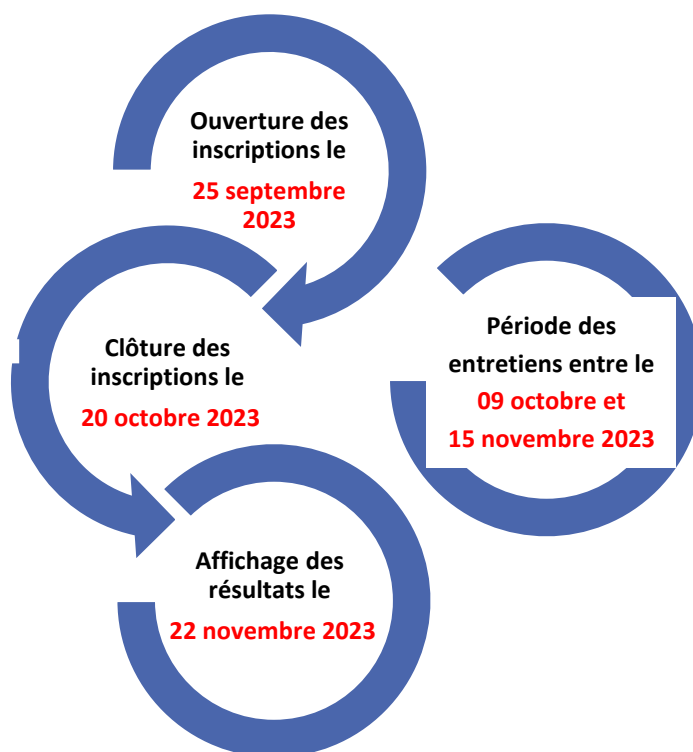 Ouverture des
inscriptions le
25 septembre
2023
Clôture des
inscriptions le
20 octobre 2023
Période des
entretiens entre le
09 octobre et
15 novembre 2023
Affichage des
résultats le
22 novembre 2023